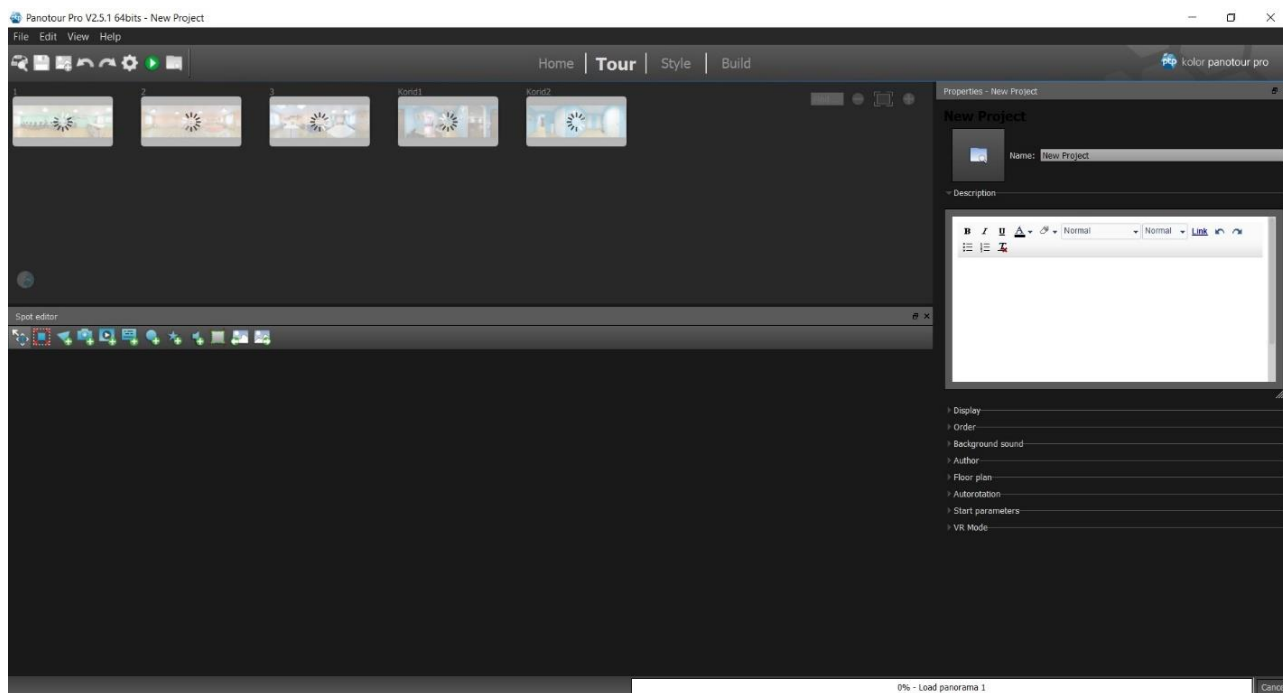 Panotour Pro V2.5.1 64bits - New Project
File Edit View Help
Home Tour Style Build
kolor panotour pro
1 2 3 Korid1 Korid2
Properties - New Project
New Project
Name: New Project
Description
B I U A Normal Normal Link
Spot editor
Display
Order
Background sound
Author
Floor plan
Autorotation
Start parameters
VR Mode
0% - Load panorama 1